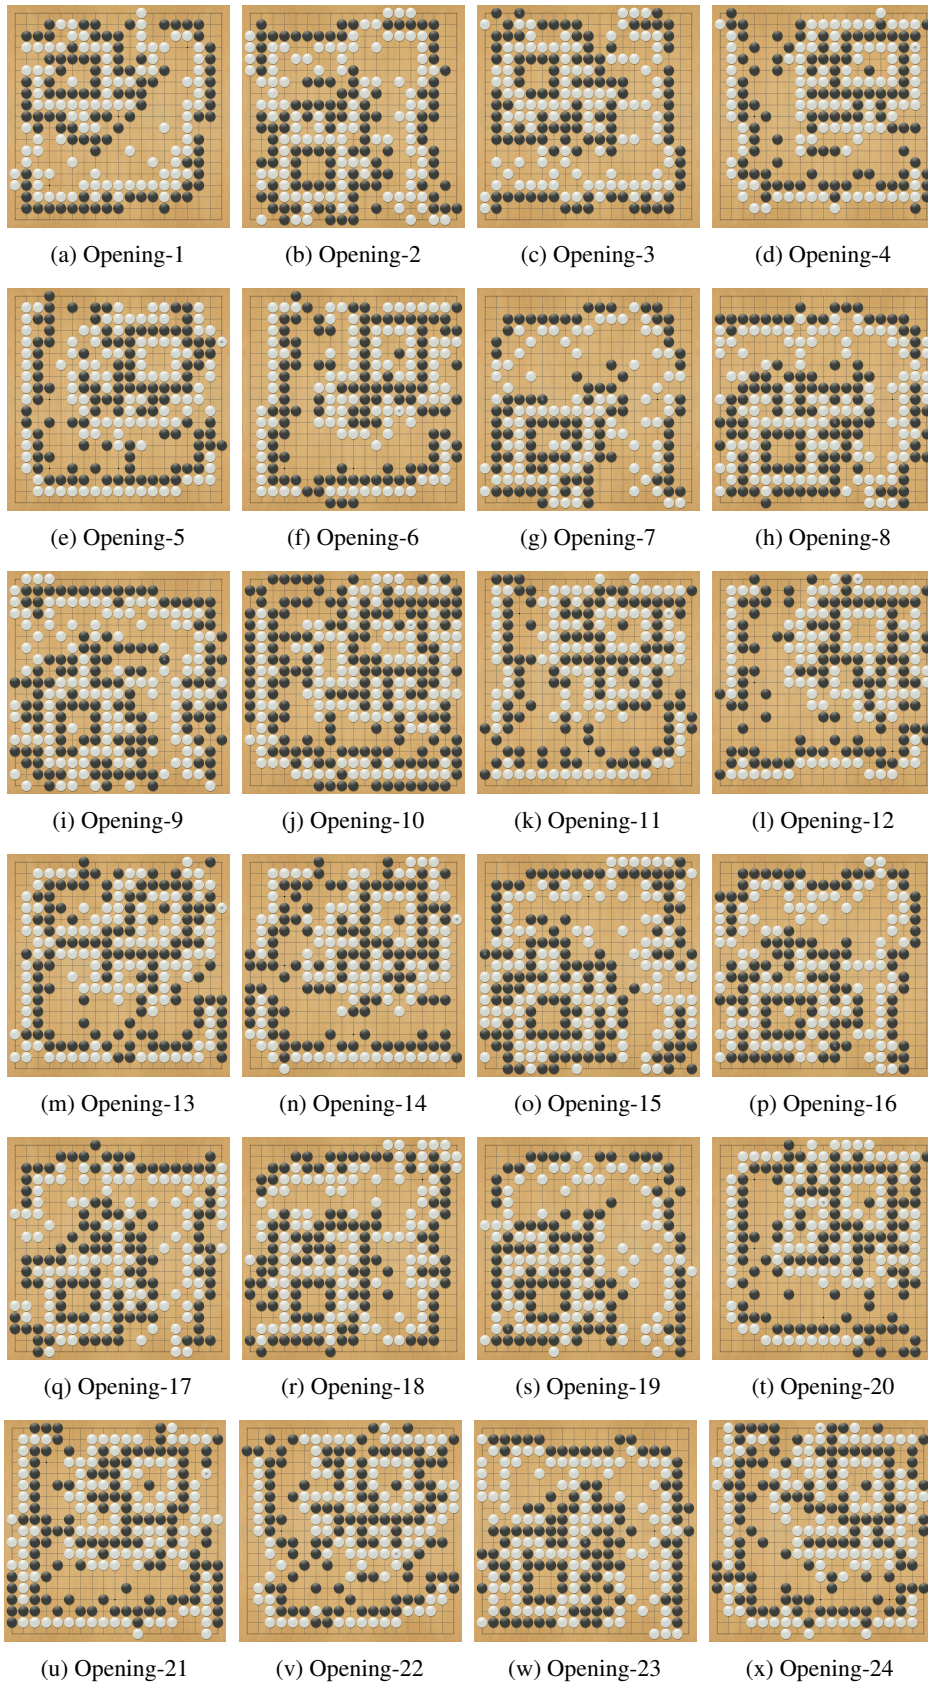 (a) Opening-1
(b) Opening-2
(c) Opening-3
(d) Opening-4
(e) Opening-5
(f) Opening-6
(g) Opening-7
(h) Opening-8
(i) Opening-9
(j) Opening-10
(k) Opening-11
(l) Opening-12
(m) Opening-13
(n) Opening-14
(o) Opening-15
(p) Opening-16
(q) Opening-17
(r) Opening-18
(s) Opening-19
(t) Opening-20
(u) Opening-21
(v) Opening-22
(w) Opening-23
(x) Opening-24